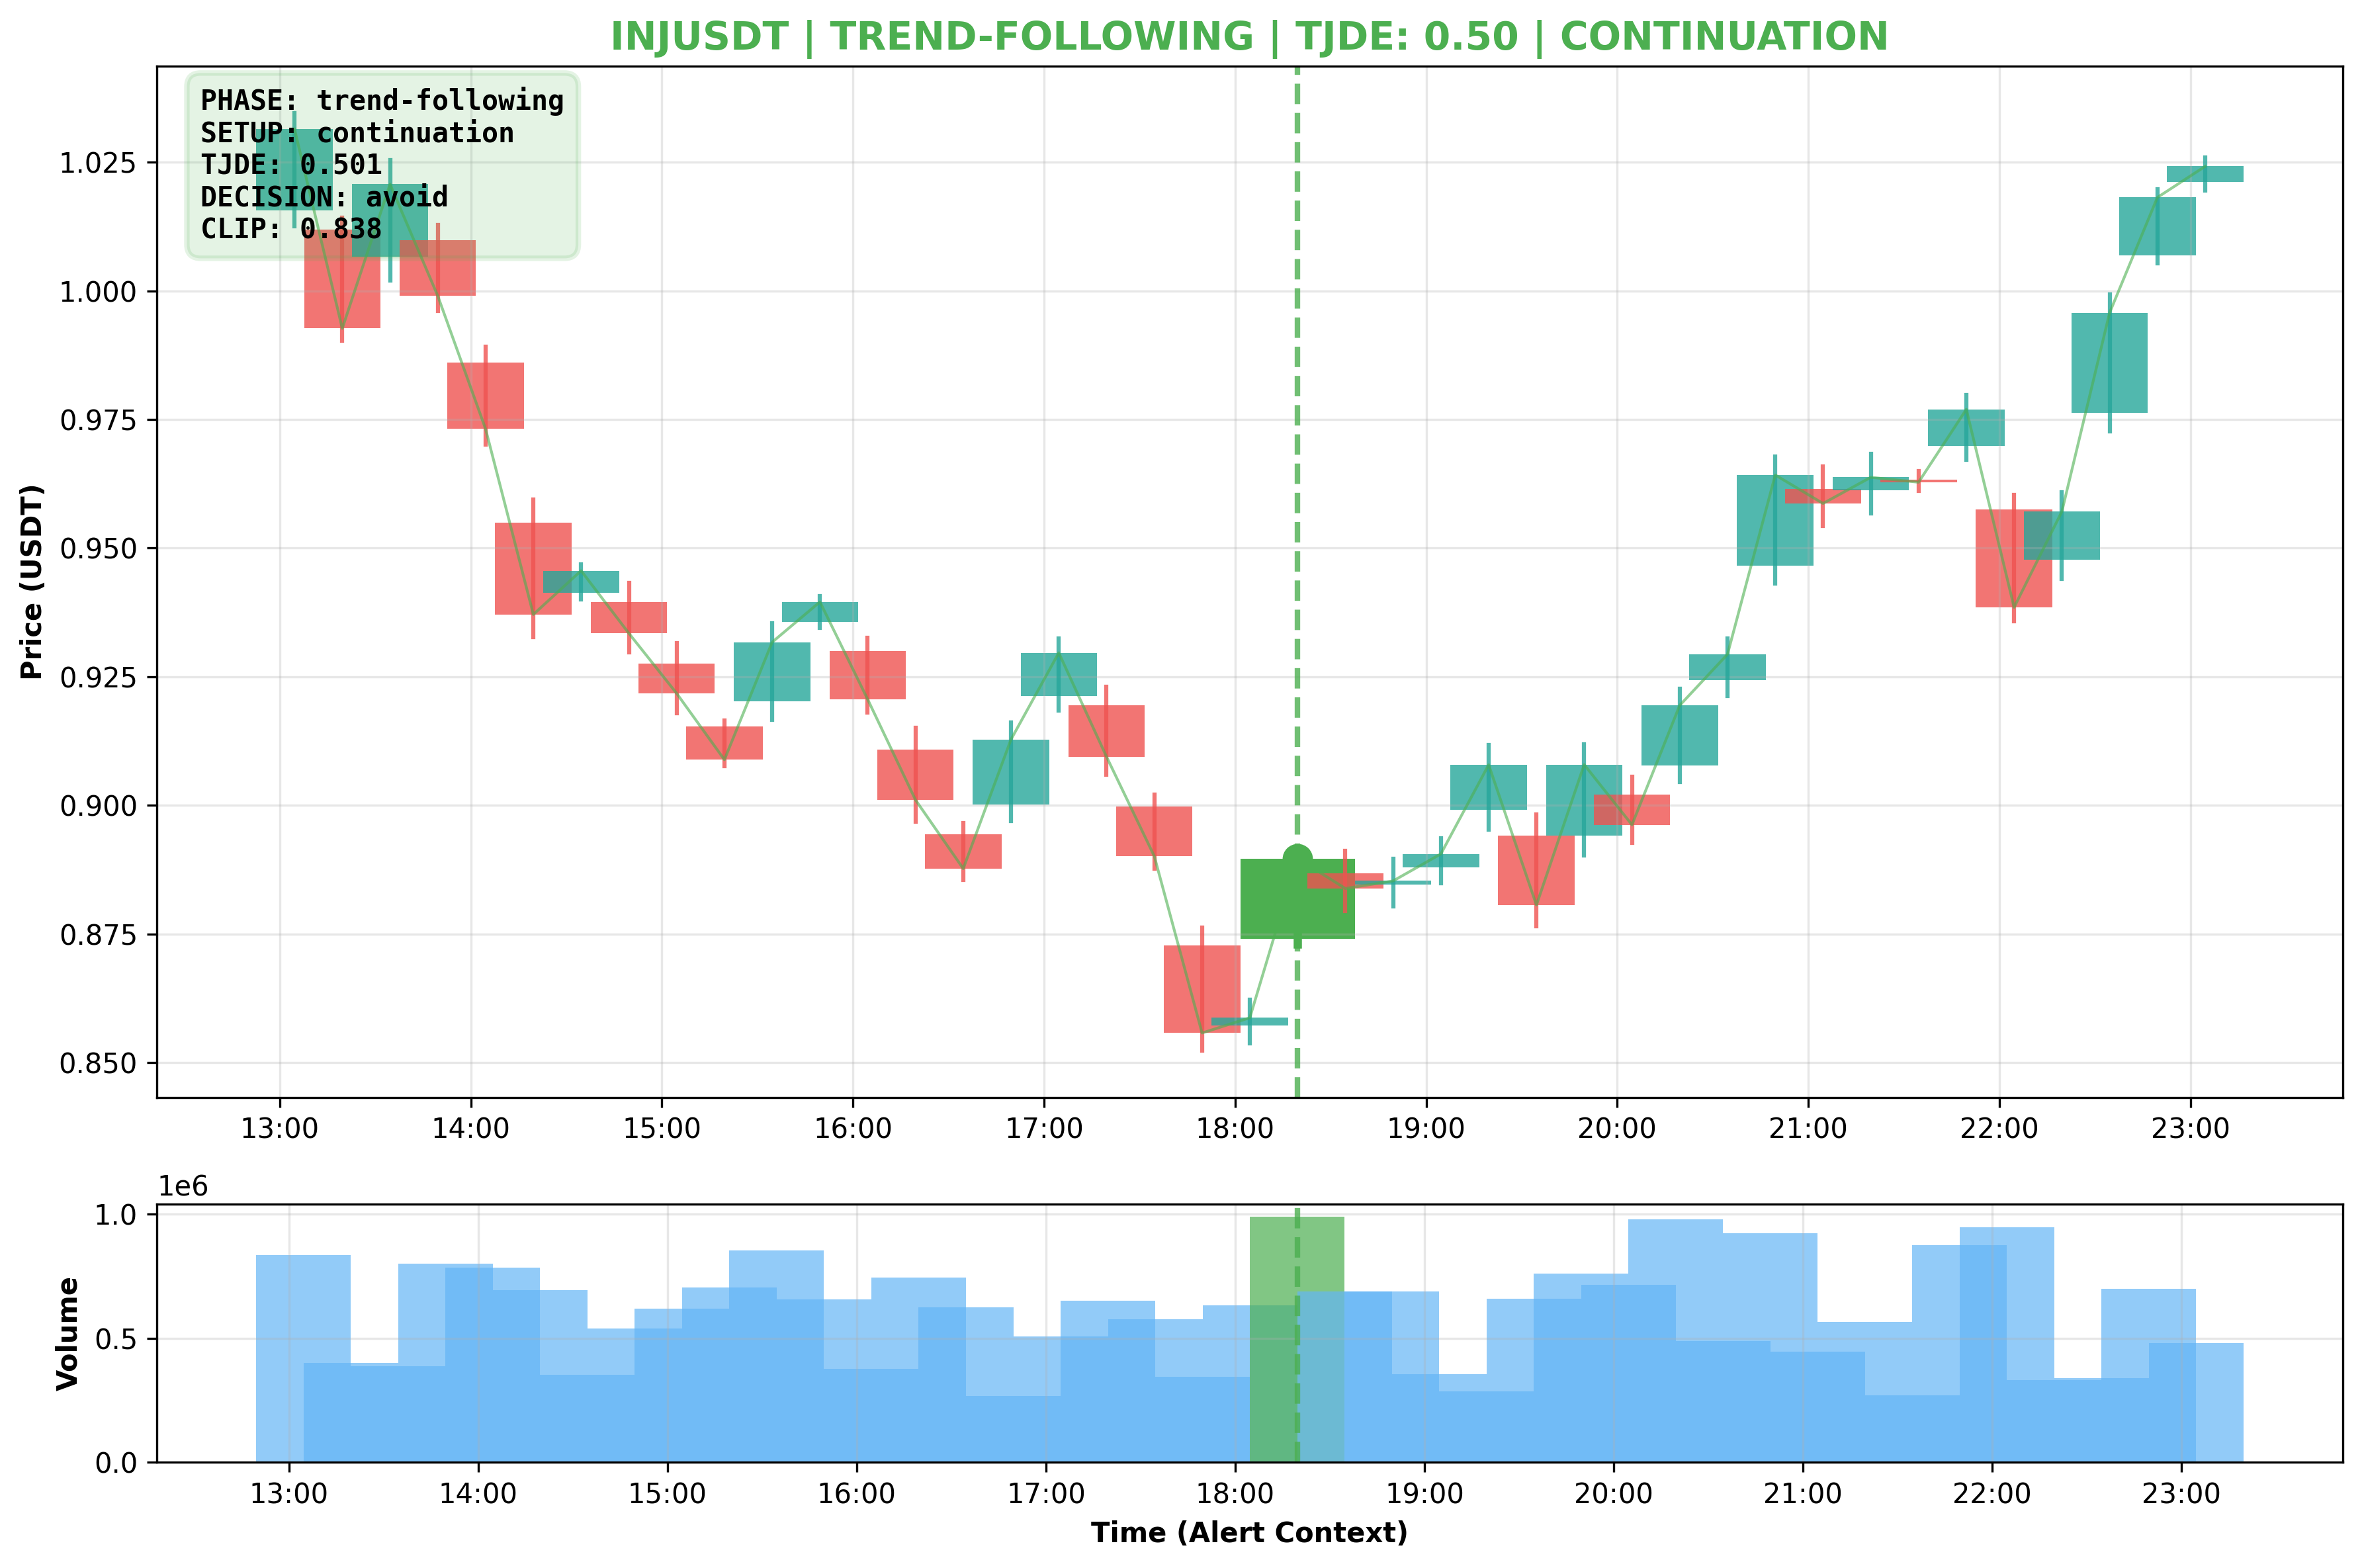 INJUSDT | TREND-FOLLOWING | TJDE: 0.50 | CONTINUATION
PHASE: trend-following
SETUP: continuation
TJDE: 0.501
DECISION: avoid
CLIP: 0.838
Price (USDT)
1.025
1.000
0.975
0.950
0.925
0.900
0.875
0.850
13:00 14:00 15:00 16:00 17:00 18:00 19:00 20:00 21:00 22:00 23:00
1e6
Volume
1.0
0.5
0.0
13:00 14:00 15:00 16:00 17:00 18:00 19:00 20:00 21:00 22:00 23:00
Time (Alert Context)